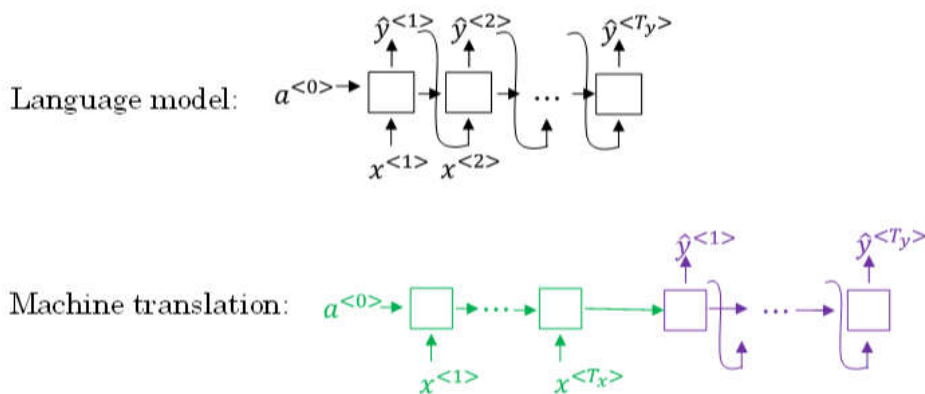 ŷ<1> ŷ<2> ŷ<Ty>
Language model: a<0> ...
x<1> x<2>
ŷ<1> ŷ<Ty>
Machine translation: a<0> ... ...
x<1> x<Tx>